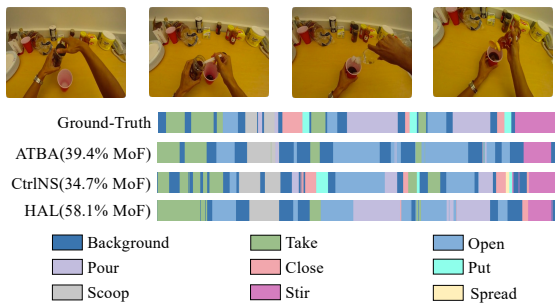 Ground-Truth
ATBA(39.4% MoF)
CtrlNS(34.7% MoF)
HAL(58.1% MoF)
Background Take Open
Pour Close Put
Scoop Stir Spread